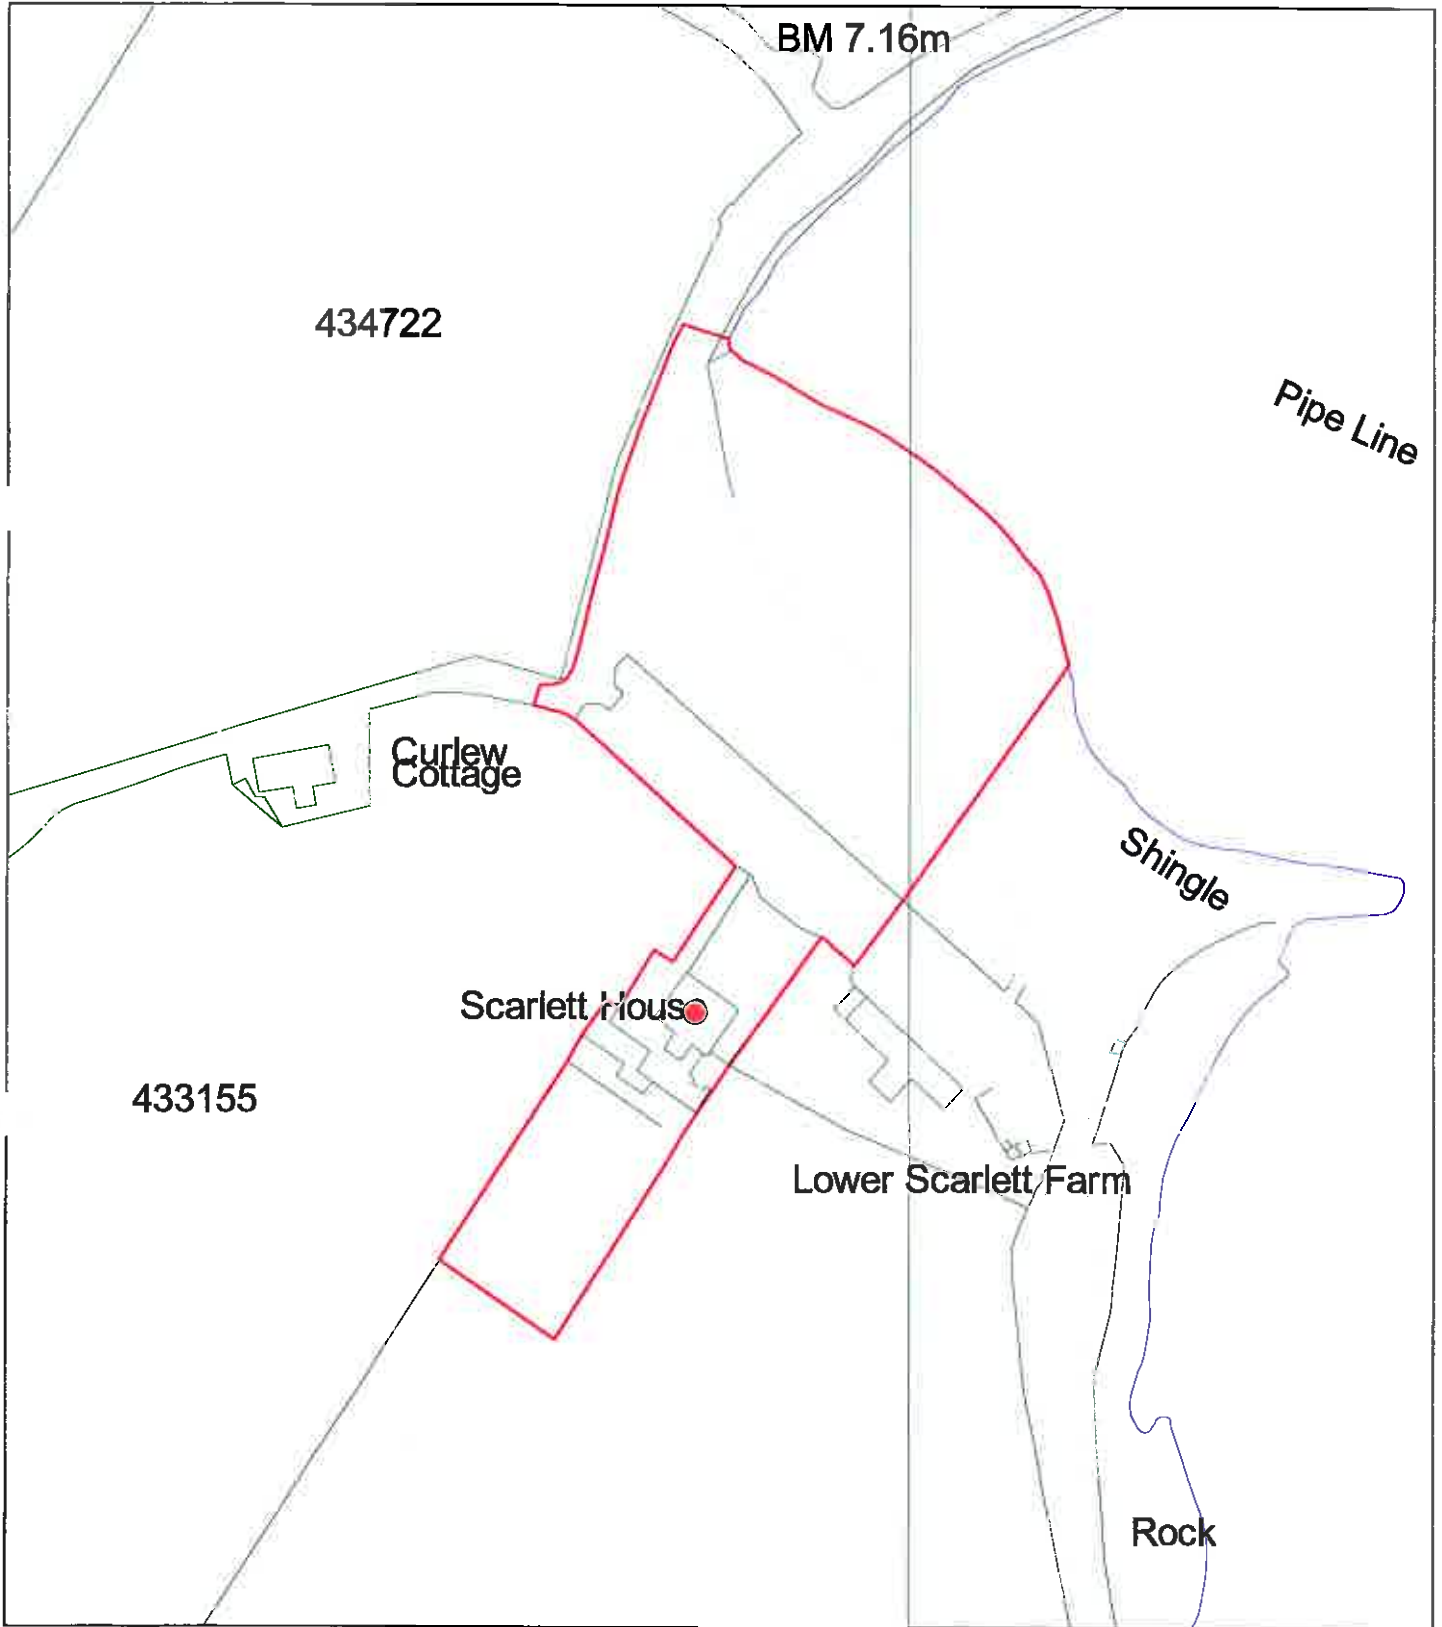 BM 7.16m
434722
Pipe Line
Curlew
Cottage
Shingle
Scarlett House
433155
Lower Scarlett Farm
Rock